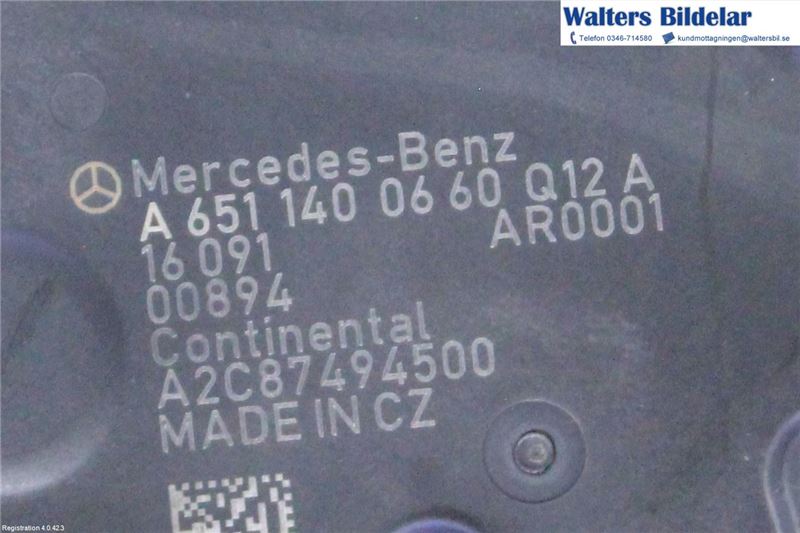 Walters Bildelar
Telefon 0346-714580 kundmottagningen@waltersbil.se
Mercedes-Benz
A 651 140 06 60 Q12 A
16 091 AR0001
00894
Continental
A2C87494500
MADE IN CZ
Registration 4.0.42.3